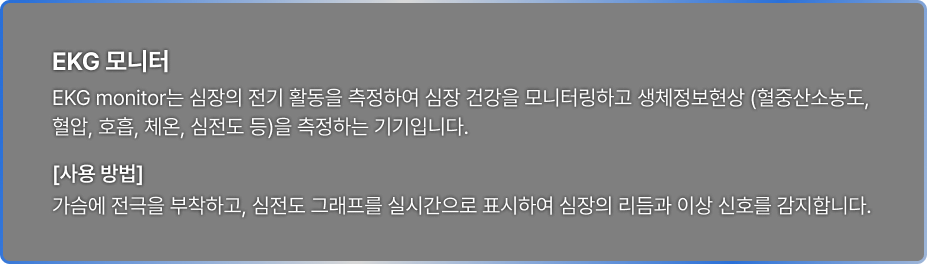 EKG 모니터
EKG monitor는 심장의 전기 활동을 측정하여 심장 건강을 모니터링하고 생체정보현상 (혈중산소농도,
혈압, 호흡, 체온, 심전도 등)을 측정하는 기기입니다.
[사용 방법]
가슴에 전극을 부착하고, 심전도 그래프를 실시간으로 표시하여 심장의 리듬과 이상 신호를 감지합니다.